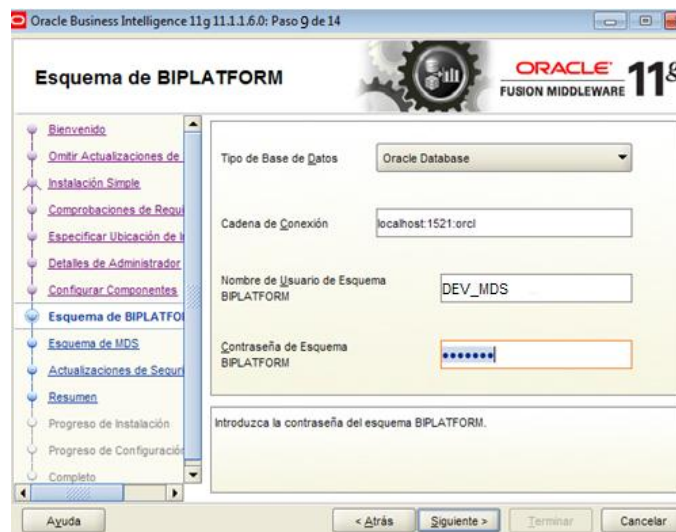 Oracle Business Intelligence 11g 11.1.1.6.0: Paso 9 de 14
Esquema de BIPLATFORM
ORACLE
FUSION MIDDLEWARE 11g
Bienvenido
Omitir Actualizaciones de
Instalación Simple
Comprobaciones de Requi
Especificar Ubicación de I
Detalles de Administrador
Configurar Componentes
Esquema de BIPLATFO
Esquema de MDS
Actualizaciones de Seguri
Resumen
Progreso de Instalación
Progreso de Configuración
Completo
Tipo de Base de Datos
Oracle Database
Cadena de Conexión
localhost:1521:orcl
Nombre de Usuario de Esquema
BIPLATFORM
DEV_MDS
Contraseña de Esquema
BIPLATFORM
•••••••
Introduzca la contraseña del esquema BIPLATFORM.
Ayuda
< Atrás
Siguiente >
Terminar
Cancelar